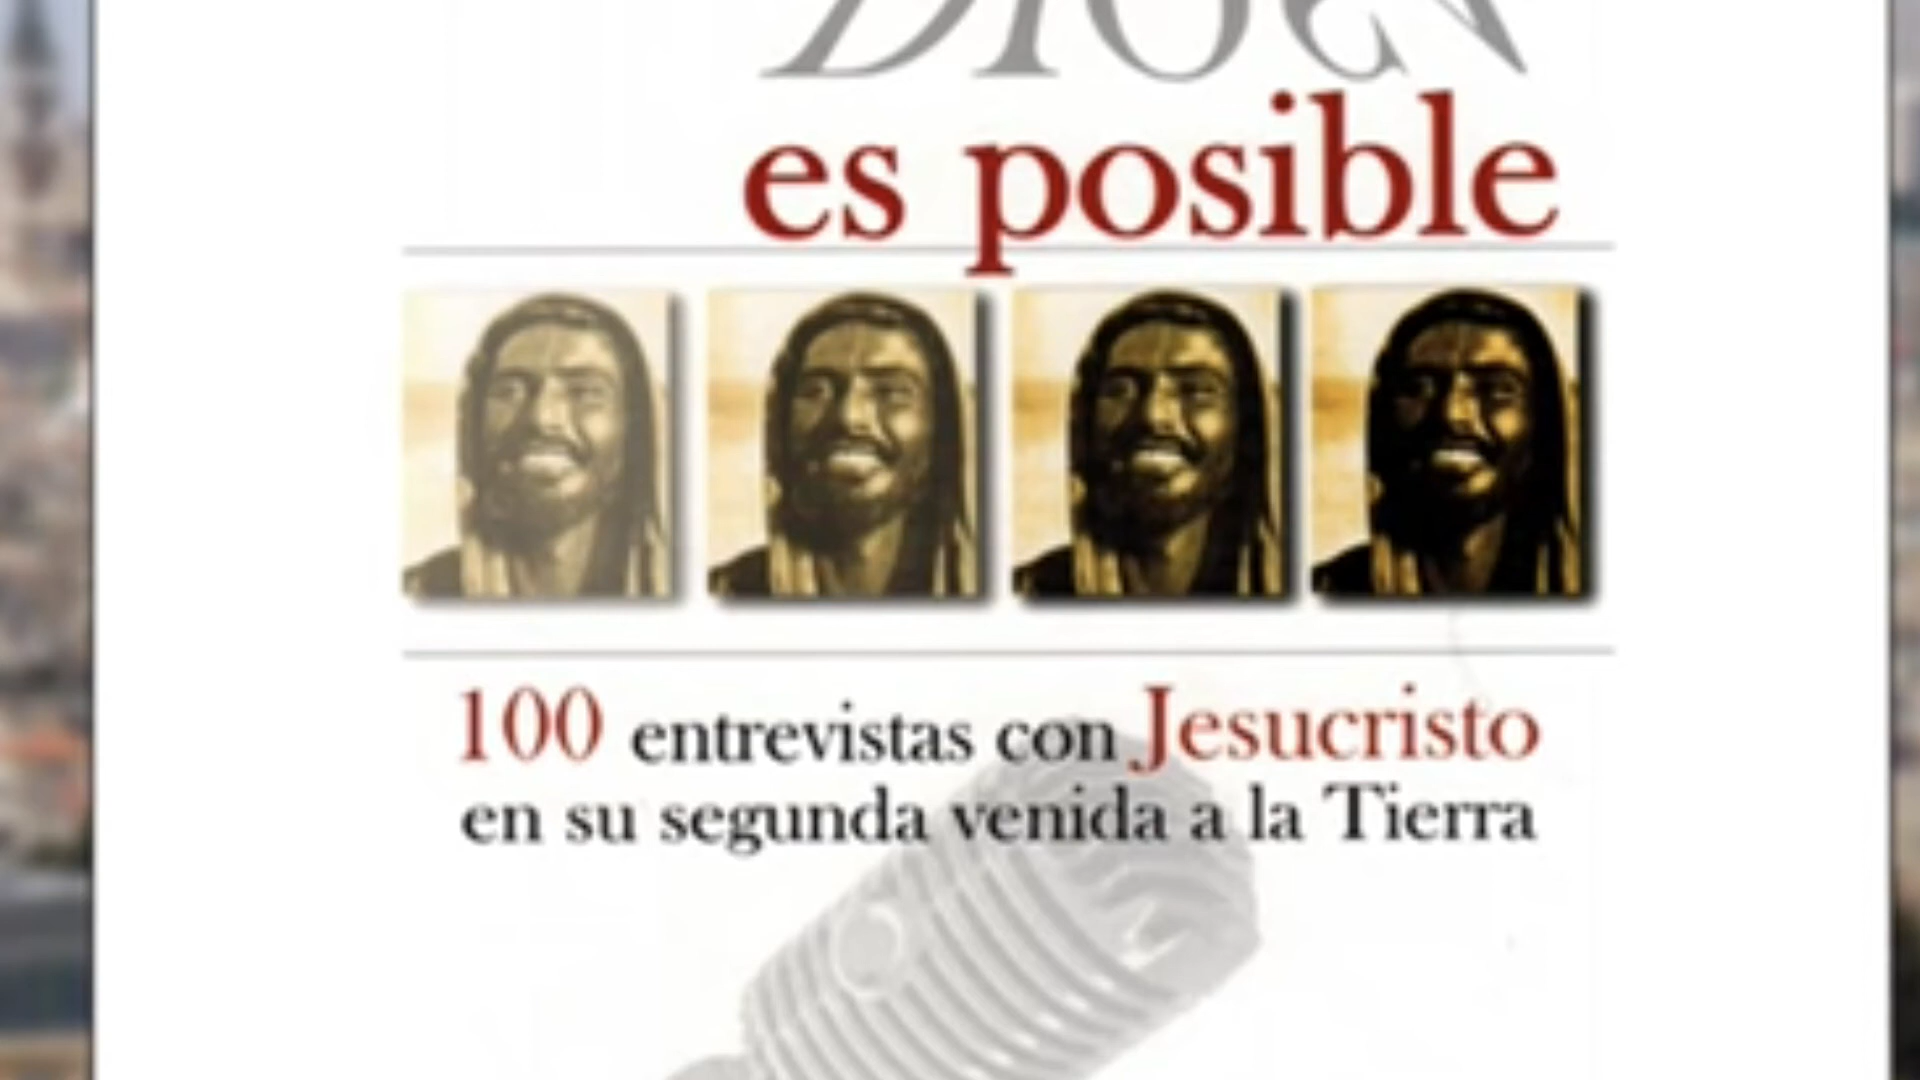 es posible
100 entrevistas con Jesucristo
en su segunda venida a la Tierra